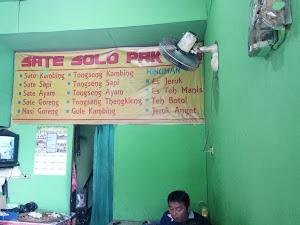 SATE SOLO PAK
Sate Kambing
Sate Sapi
Sate Ayam
Sate Goreng
Nasi Goreng
Tongseng Kambing
Tongseng Sapi
Tongseng Ayam
Tongseng Thengkleng
Gule Kambing
MINUMAN
Es Jeruk
Es Teh Manis
Teh Botol
Jeruk Anget